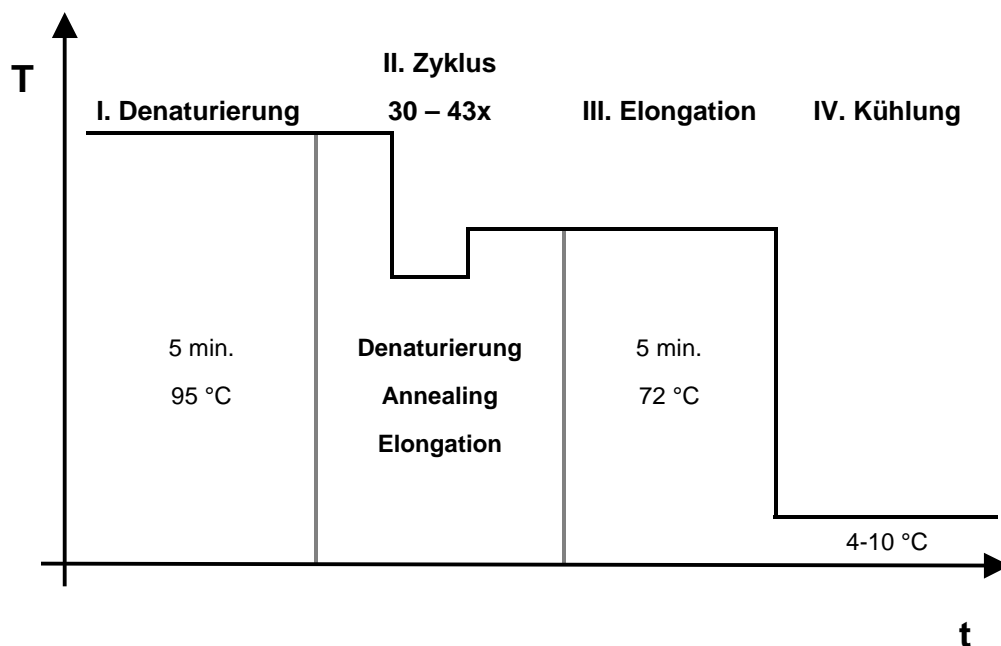 T
II. Zyklus
I. Denaturierung
30 – 43x
III. Elongation
IV. Kühlung
5 min.
95 °C
Denaturierung
Annealing
Elongation
5 min.
72 °C
4-10 °C
t